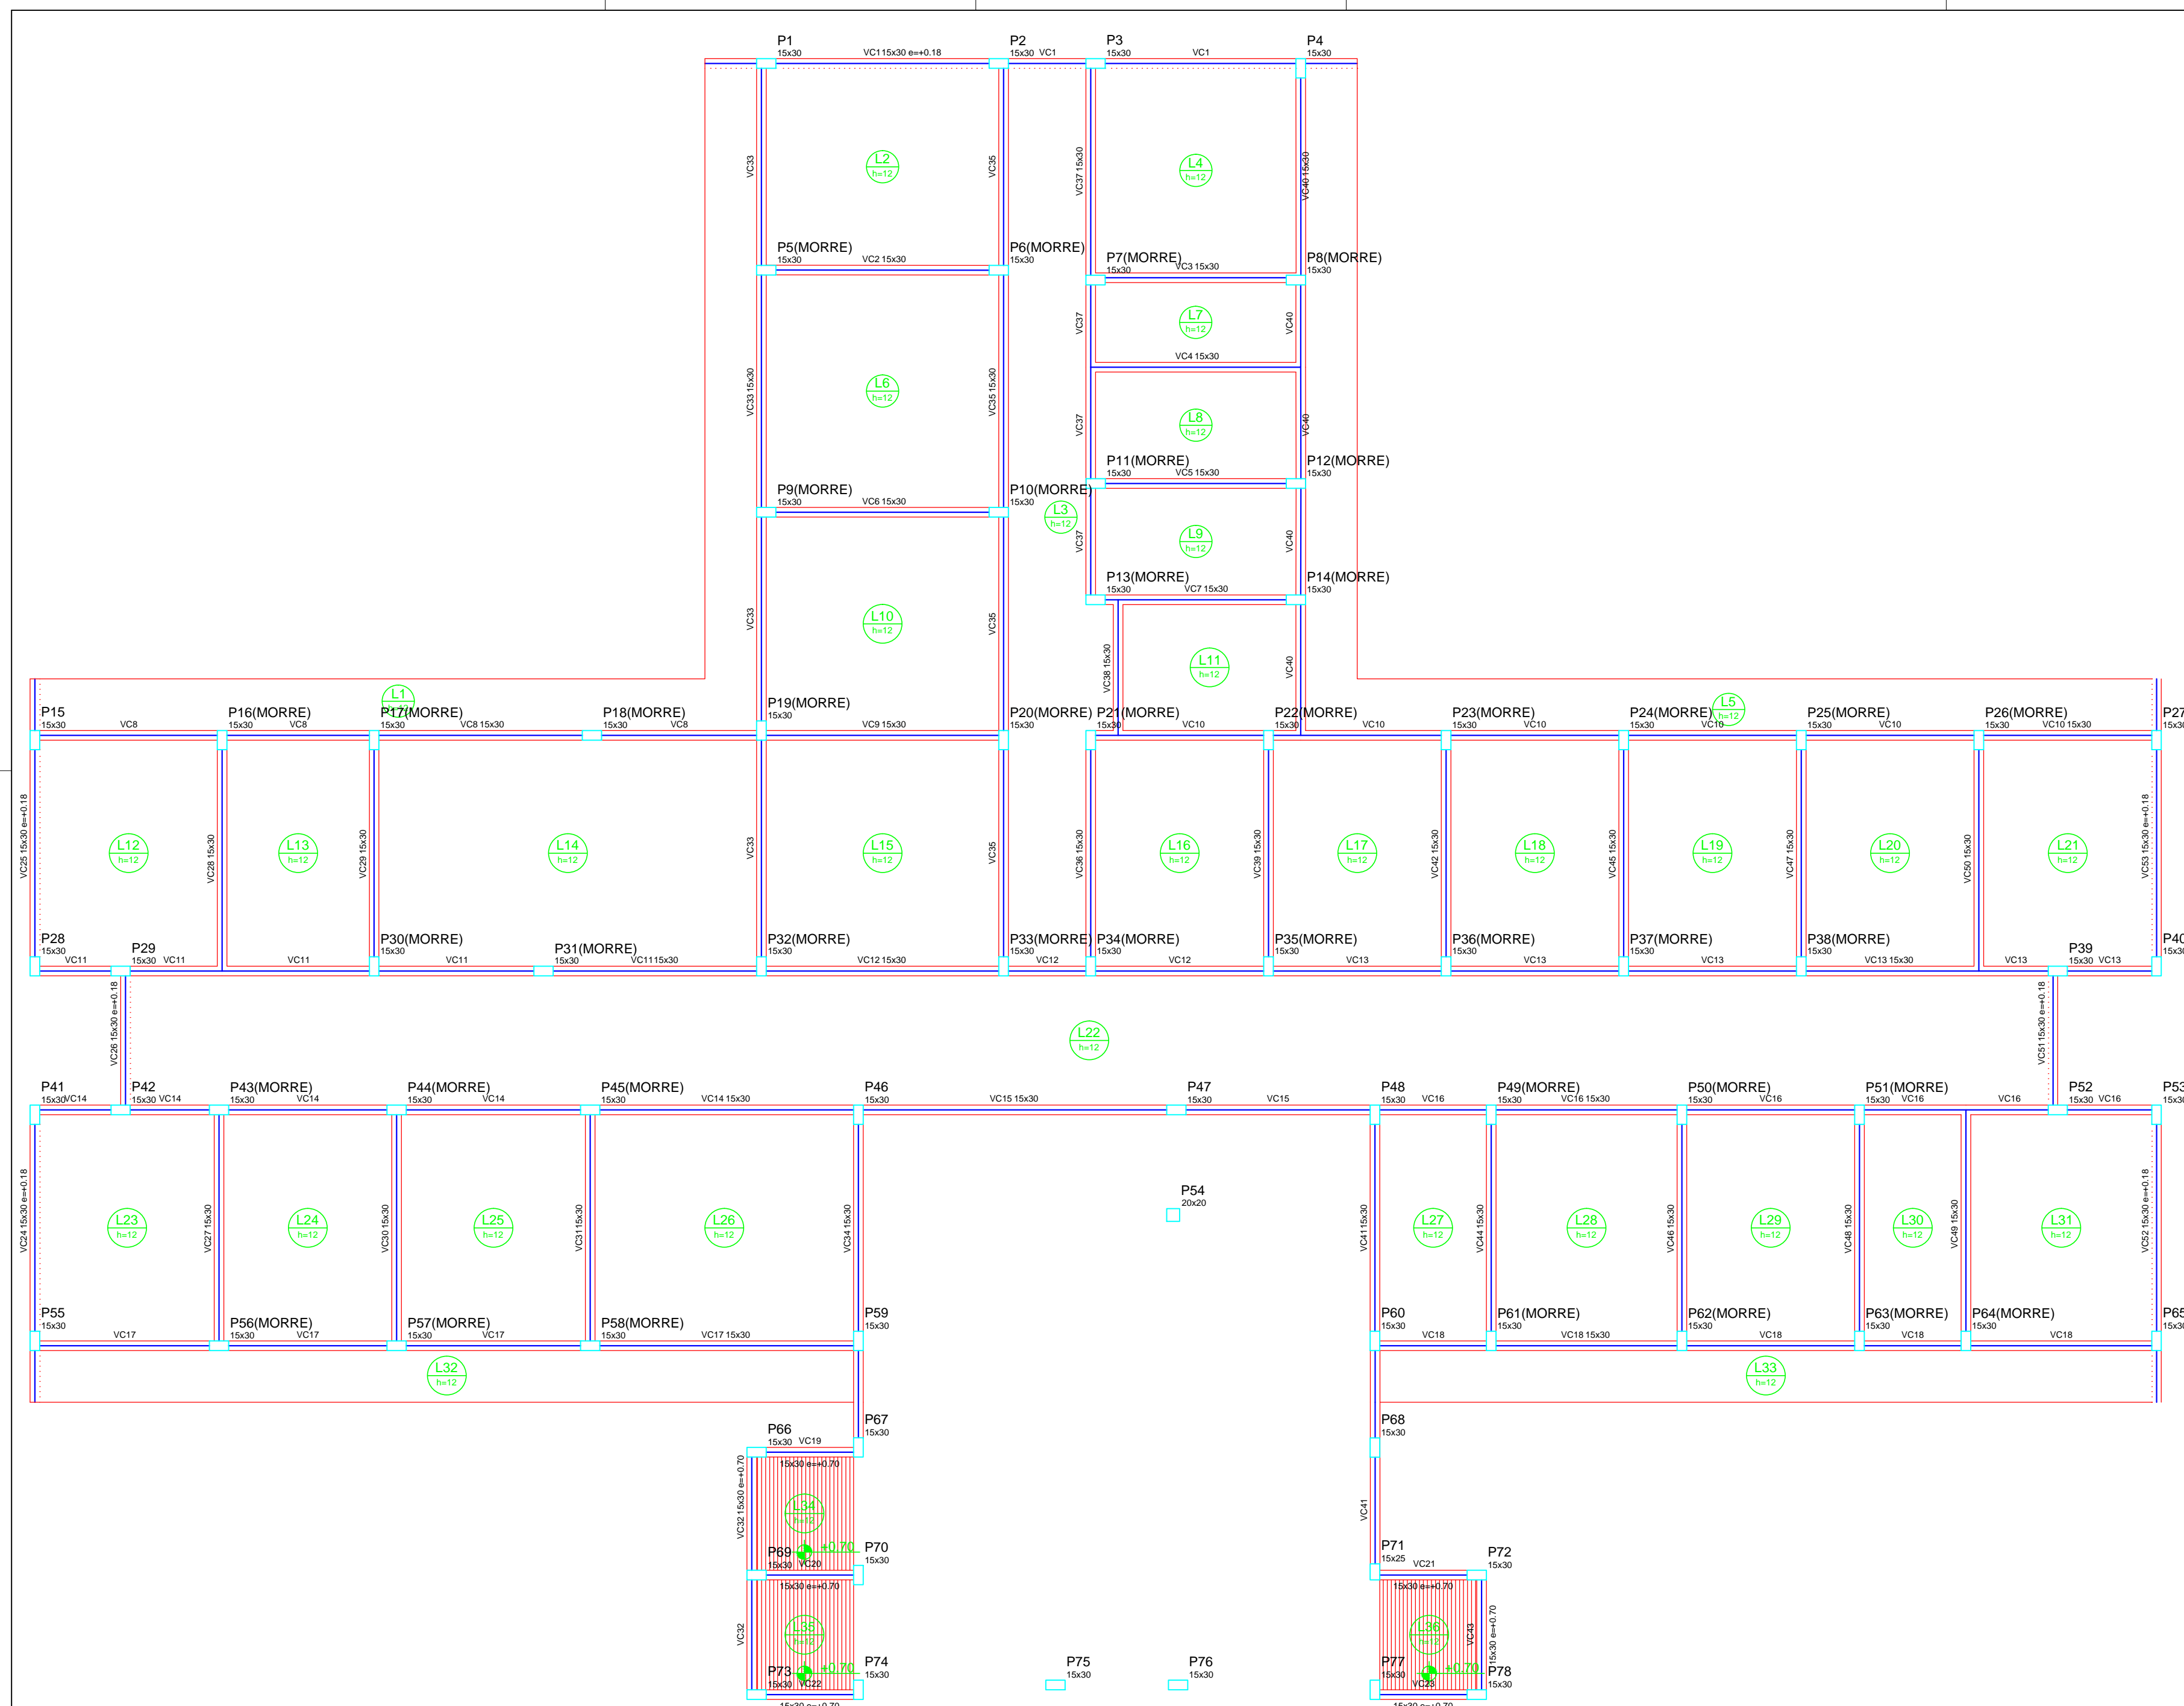 P1
15x30
VC1 15x30 e=+0.18
P2
15x30 VC1
P3
15x30
VC1
P4
15x30
VC33
L2
h=12
VC35
VC37 15x30
L4
h=12
VC40 15x30
P5(MORRE)
15x30
VC2 15x30
P6(MORRE)
15x30
P7(MORRE)
15x30
VC3 15x30
P8(MORRE)
15x30
VC37
L7
h=12
VC40
VC4 15x30
VC33 15x30
L6
h=12
VC35 15x30
VC37
L8
h=12
VC40
P9(MORRE)
15x30
VC6 15x30
P10(MORRE)
15x30
P11(MORRE)
15x30
VC5 15x30
P12(MORRE)
15x30
L3
h=12
VC37
L9
h=12
VC40
P13(MORRE)
15x30
VC7 15x30
P14(MORRE)
15x30
VC33
L10
h=12
VC35
VC38 15x30
L11
h=12
VC40
L1
h=12
L5
h=12
P15
15x30
VC8
P16(MORRE)
15x30
VC8
P17(MORRE)
15x30
VC8 15x30
P18(MORRE)
15x30
VC8
P19(MORRE)
15x30
VC9 15x30
P20(MORRE)
15x30
P21(MORRE)
15x30
VC10
P22(MORRE)
15x30
VC10
P23(MORRE)
15x30
VC10
P24(MORRE)
15x30
VC10
P25(MORRE)
15x30
VC10
P26(MORRE)
15x30
VC10 15x30
P27
15x30
VC25 15x30 e=+0.18
L12
h=12
VC28 15x30
L13
h=12
VC29 15x30
L14
h=12
VC33
L15
h=12
VC35
VC36 15x30
L16
h=12
VC39 15x30
L17
h=12
VC42 15x30
L18
h=12
VC45 15x30
L19
h=12
VC47 15x30
L20
h=12
VC50 15x30
L21
h=12
VC53 15x30 e=+0.18
P28
15x30
VC11
P29
15x30 VC11
VC11
P30(MORRE)
15x30
VC11
P31(MORRE)
15x30
VC11 15x30
P32(MORRE)
15x30
VC12 15x30
P33(MORRE)
15x30
VC12
P34(MORRE)
15x30
VC12
P35(MORRE)
15x30
VC13
P36(MORRE)
15x30
VC13
P37(MORRE)
15x30
VC13
P38(MORRE)
15x30
VC13 15x30
VC13
P39
15x30 VC13
P40
15x30
VC26 15x30 e=+0.18
L22
h=12
VC51 15x30 e=+0.18
P41
15x30 VC14
P42
15x30 VC14
P43(MORRE)
15x30
VC14
P44(MORRE)
15x30
VC14
P45(MORRE)
15x30
VC14 15x30
P46
15x30
VC15 15x30
P47
15x30
VC15
P48
15x30
VC16
P49(MORRE)
15x30
VC16 15x30
P50(MORRE)
15x30
VC16
P51(MORRE)
15x30
VC16
VC16
P52
15x30 VC16
P53
15x30
P54
20x20
VC24 15x30 e=+0.18
L23
h=12
VC27 15x30
L24
h=12
VC30 15x30
L25
h=12
VC31 15x30
L26
h=12
VC34 15x30
VC41 15x30
L27
h=12
VC44 15x30
L28
h=12
VC46 15x30
L29
h=12
VC48 15x30
L30
h=12
VC49 15x30
L31
h=12
VC52 15x30 e=+0.18
P55
15x30
VC17
P56(MORRE)
15x30
VC17
P57(MORRE)
15x30
VC17
P58(MORRE)
15x30
VC17 15x30
P59
15x30
P60
15x30
VC18
P61(MORRE)
15x30
VC18 15x30
P62(MORRE)
15x30
VC18
P63(MORRE)
15x30
VC18
P64(MORRE)
15x30
VC18
P65
15x30
L32
h=12
L33
h=12
P66
15x30 VC19
15x30 e=+0.70
P67
15x30
P68
15x30
VC32 15x30 e=+0.70
L34
h=12
+0.70
VC41
P69
15x30 VC20
15x30 e=+0.70
P70
15x30
P71
15x25
VC21
15x30 e=+0.70
P72
15x30
VC32
L35
h=12
+0.70
L36
h=12
VC43
15x30 e=+0.70
+0.70
P73
15x30 VC22
15x30 e=+0.70
P74
15x30
P75
15x30
P76
15x30
P77
15x30 VC23
15x30 e=+0.70
P78
15x30